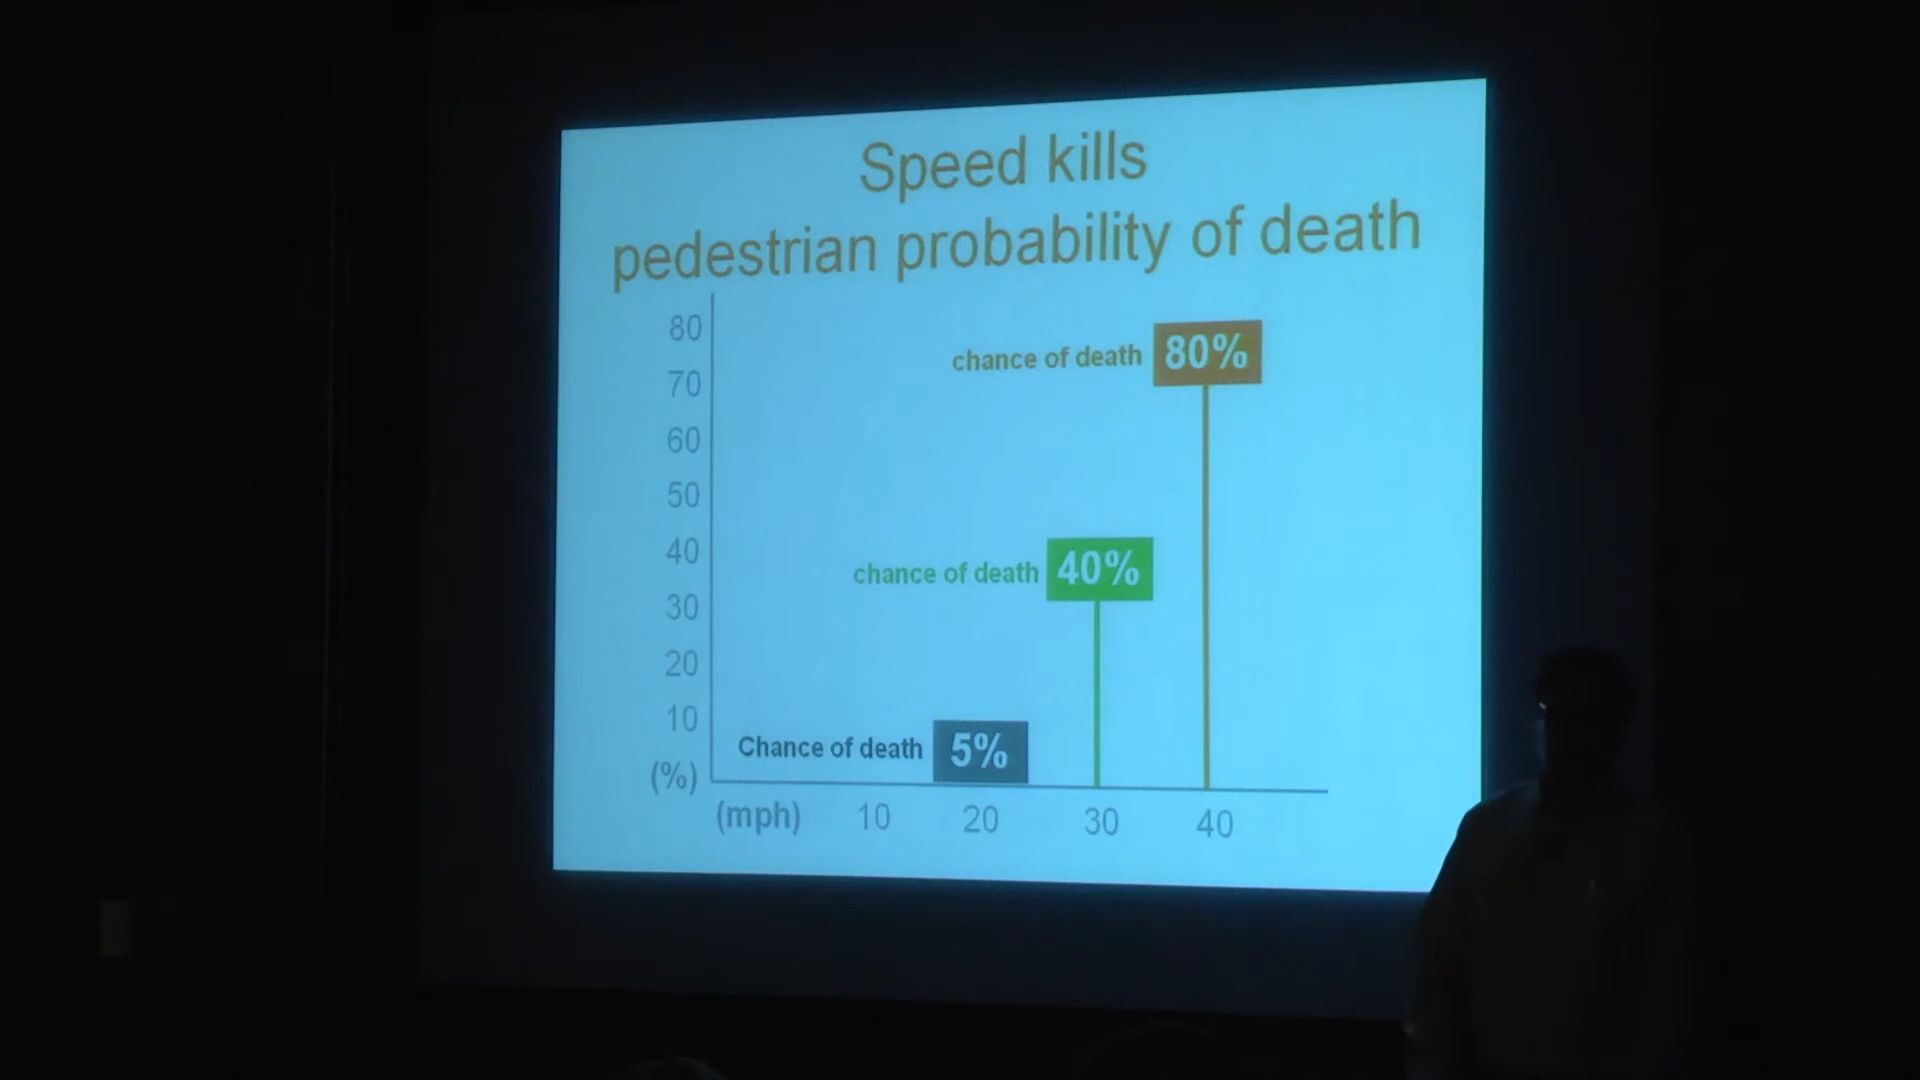 Speed kills
pedestrian probability of death
80
chance of death 80%
70
60
50
40
chance of death 40%
30
20
10
Chance of death 5%
(%)
(mph) 10 20 30 40